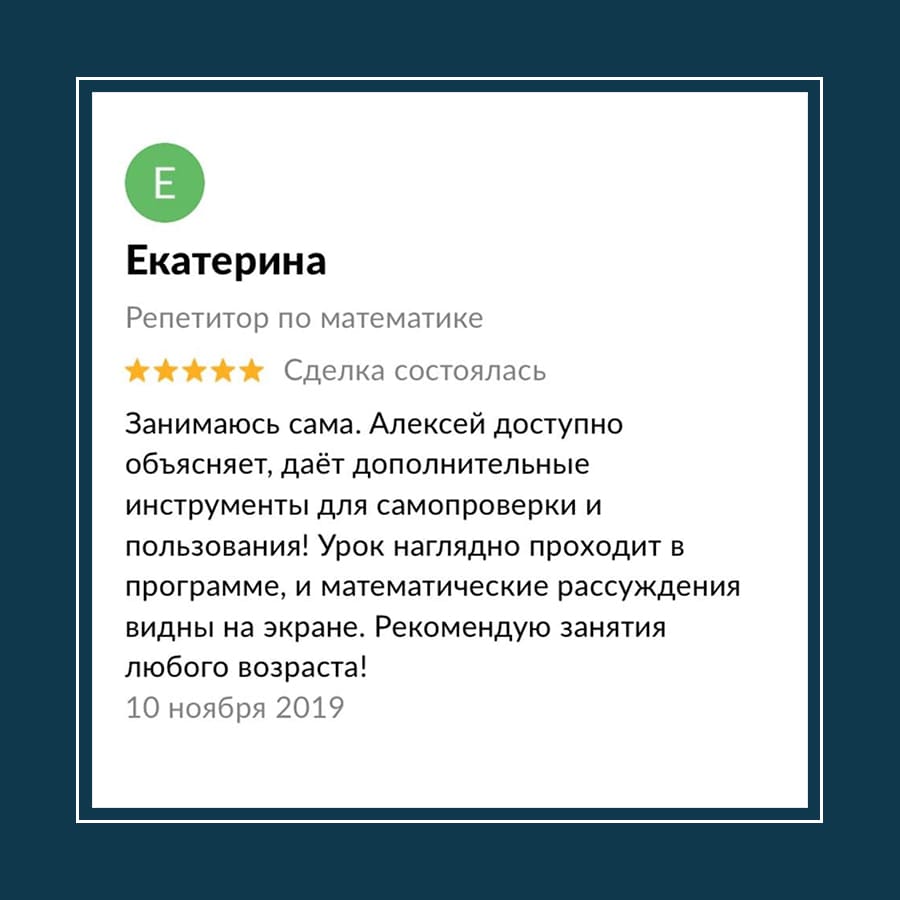 Е
Екатерина
Репетитор по математике
Сделка состоялась
Занимаюсь сама. Алексей доступно
объясняет, даёт дополнительные
инструменты для самопроверки и
пользования! Урок наглядно проходит в
программе, и математические рассуждения
видны на экране. Рекомендую занятия
любого возраста!
10 ноября 2019